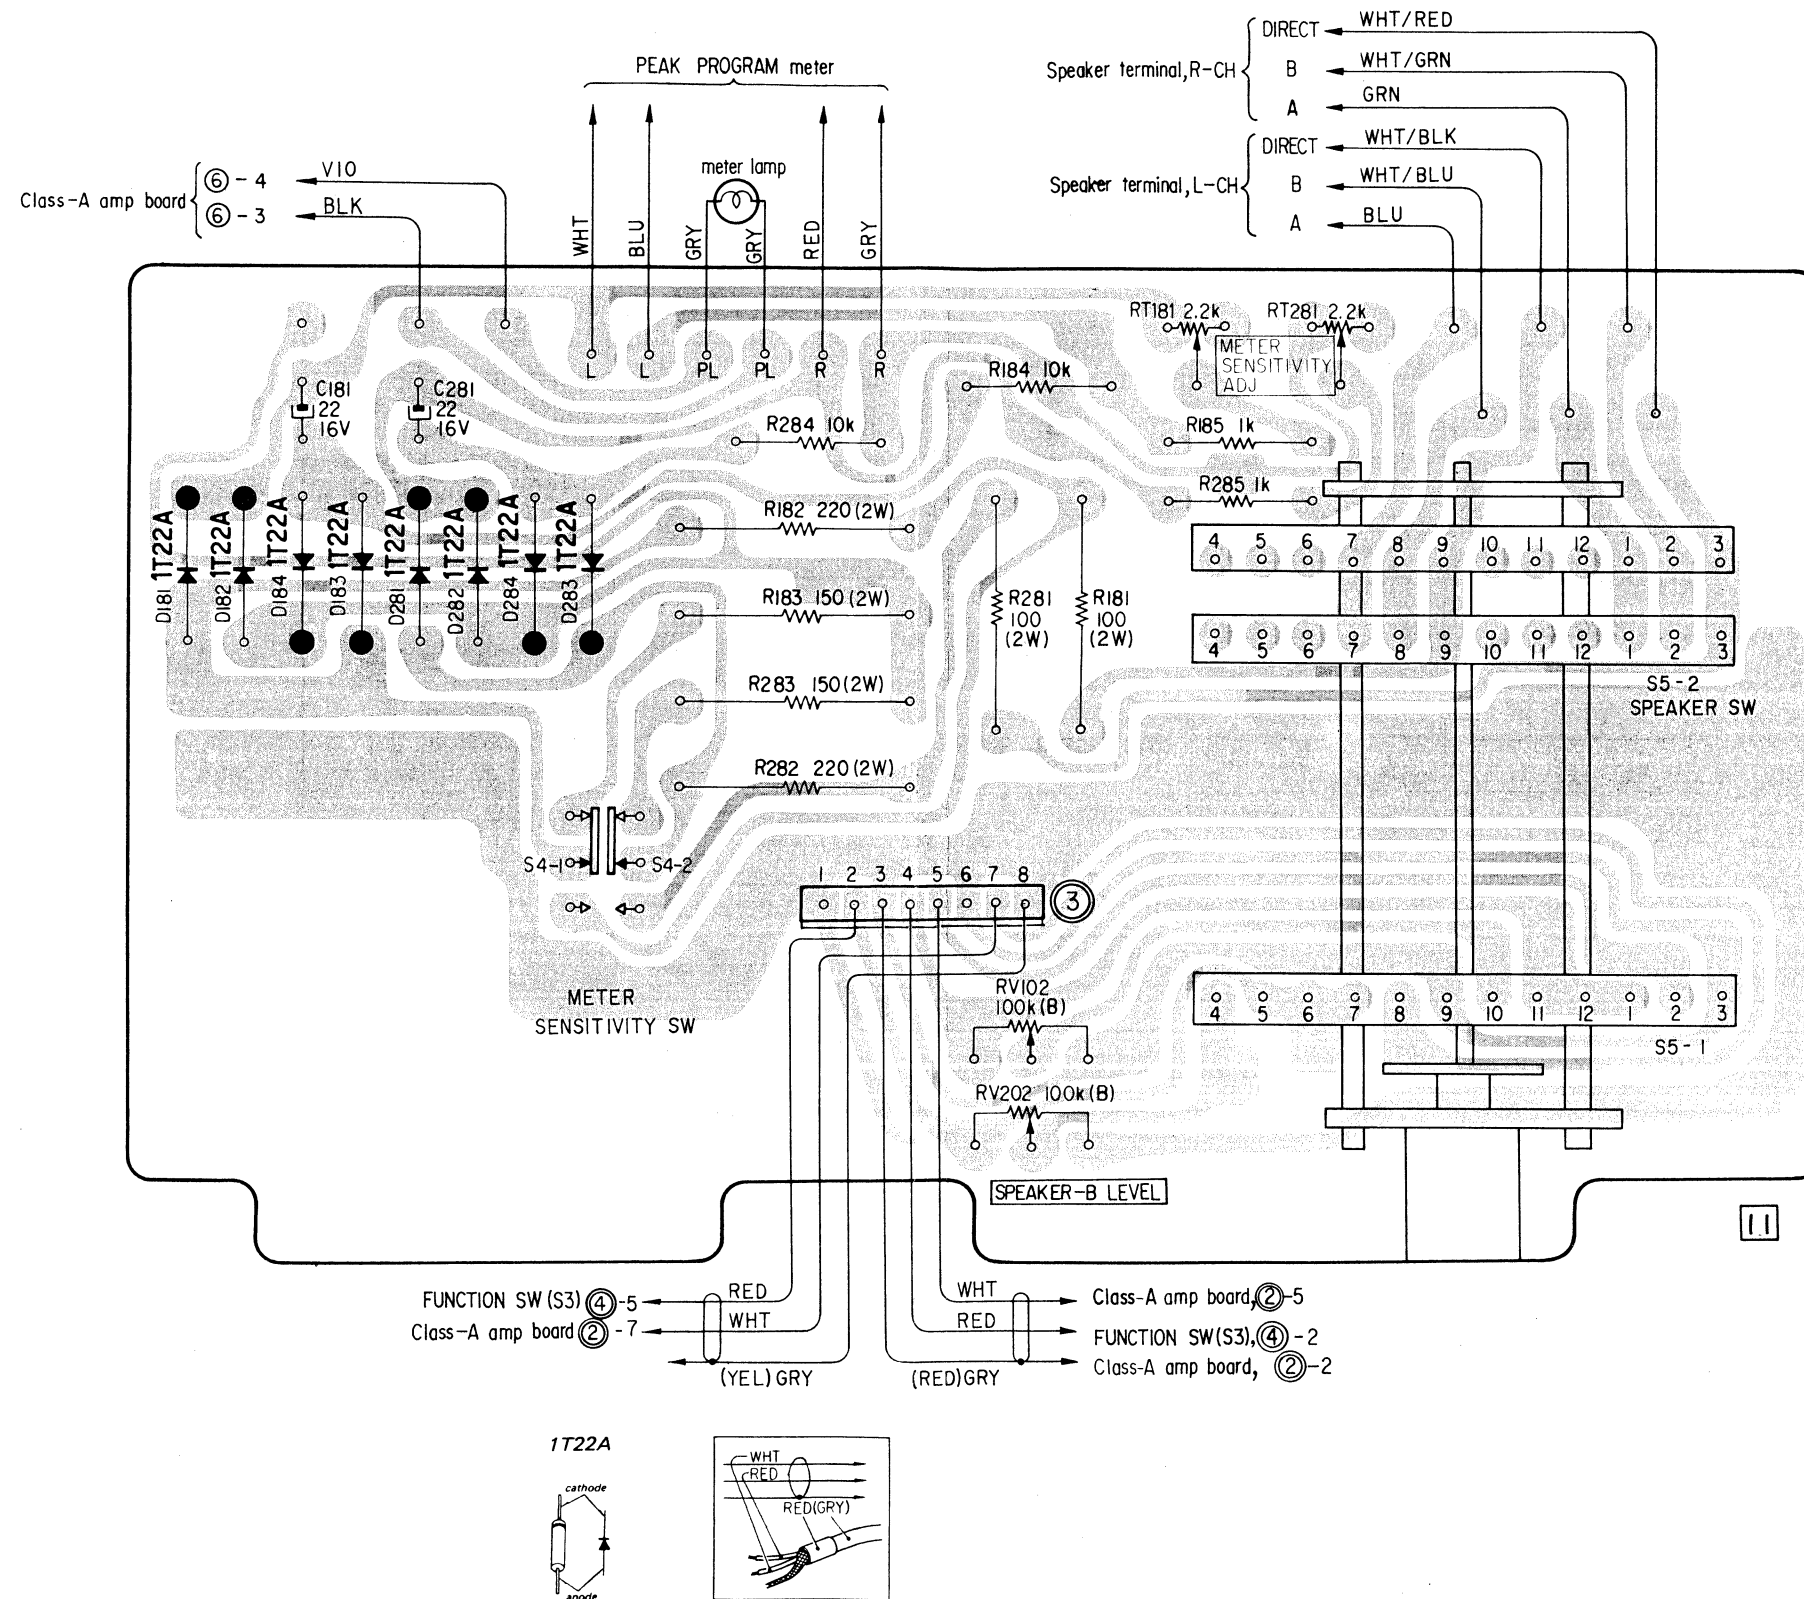 DIRECT WHT/RED
Speaker terminal, R-CH B WHT/GRN
A GRN
DIRECT WHT/BLK
Speaker terminal, L-CH B WHT/BLU
A BLU
PEAK PROGRAM meter
meter lamp
Class-A amp board
⑥-4 VIO
⑥-3 BLK
WHT BLU GRY GRY RED GRY
L L PL PL R R
RT181 2.2k RT281 2.2k
METER
SENSITIVITY
ADJ
C181
22
16V
C281
22
16V
R184 10k
R284 10k
R185 1k
R285 1k
1T22A 1T22A 1T22A 1T22A 1T22A 1T22A 1T22A 1T22A
D181 D182 D184 D183 D281 D282 D284 D283
R182 220(2W)
R183 150(2W)
R283 150(2W)
R282 220(2W)
R281
100
(2W)
R181
100
(2W)
4 5 6 7 8 9 10 11 12 1 2 3
4 5 6 7 8 9 10 11 12 1 2 3
S5-2
SPEAKER SW
S4-1 S4-2
METER
SENSITIVITY SW
1 2 3 4 5 6 7 8
③
RV102
100k(B)
RV202 100k(B)
4 5 6 7 8 9 10 11 12 1 2 3
S5-1
SPEAKER-B LEVEL
11
FUNCTION SW(S3) ④-5 RED
Class-A amp board ②-7 WHT
(YEL)GRY
WHT Class-A amp board, ②-5
RED FUNCTION SW(S3), ④-2
(RED)GRY Class-A amp board, ②-2
1T22A
cathode
anode
WHT
RED
RED(GRY)